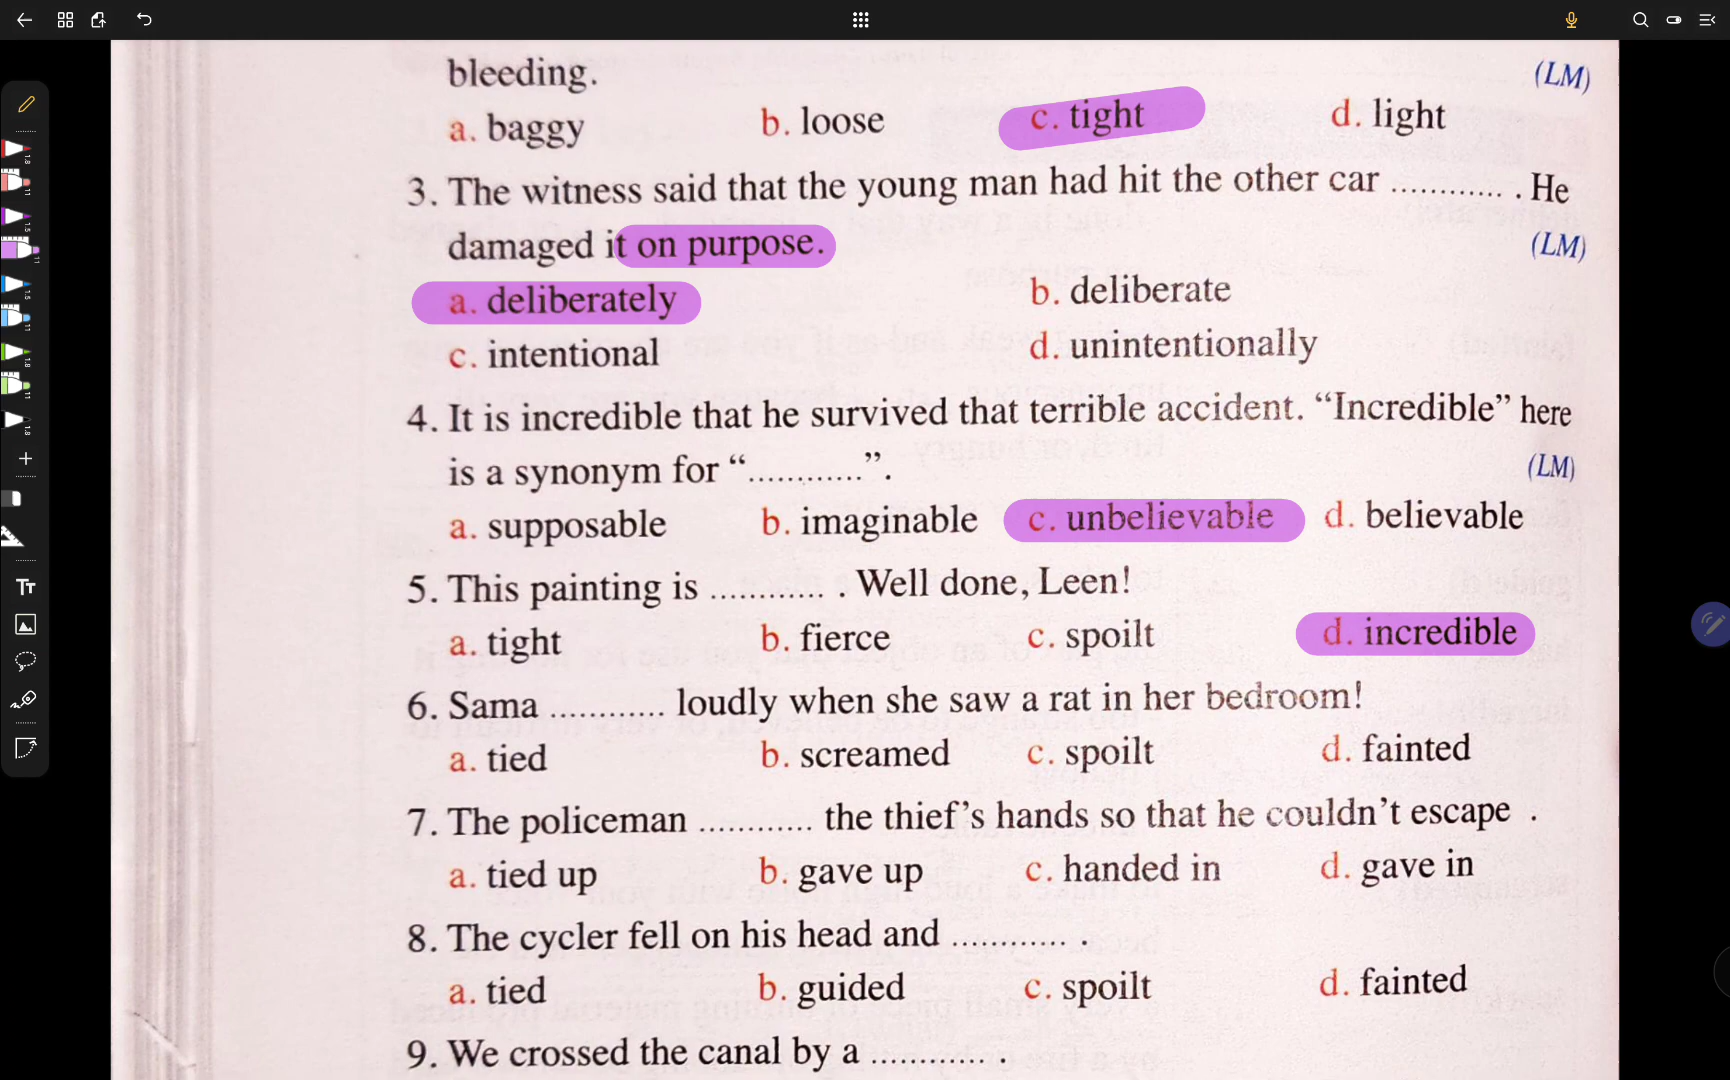 bleeding. (LM)
a. baggy b. loose c. tight d. light
3. The witness said that the young man had hit the other car ............ . He
damaged it on purpose. (LM)
a. deliberately b. deliberate
c. intentional d. unintentionally
4. It is incredible that he survived that terrible accident. “Incredible” here
is a synonym for “............”. (LM)
a. supposable b. imaginable c. unbelievable d. believable
5. This painting is ............ . Well done, Leen!
a. tight b. fierce c. spoilt d. incredible
6. Sama ............ loudly when she saw a rat in her bedroom!
a. tied b. screamed c. spoilt d. fainted
7. The policeman ............ the thief’s hands so that he couldn’t escape .
a. tied up b. gave up c. handed in d. gave in
8. The cycler fell on his head and ............ .
a. tied b. guided c. spoilt d. fainted
9. We crossed the canal by a ............ .